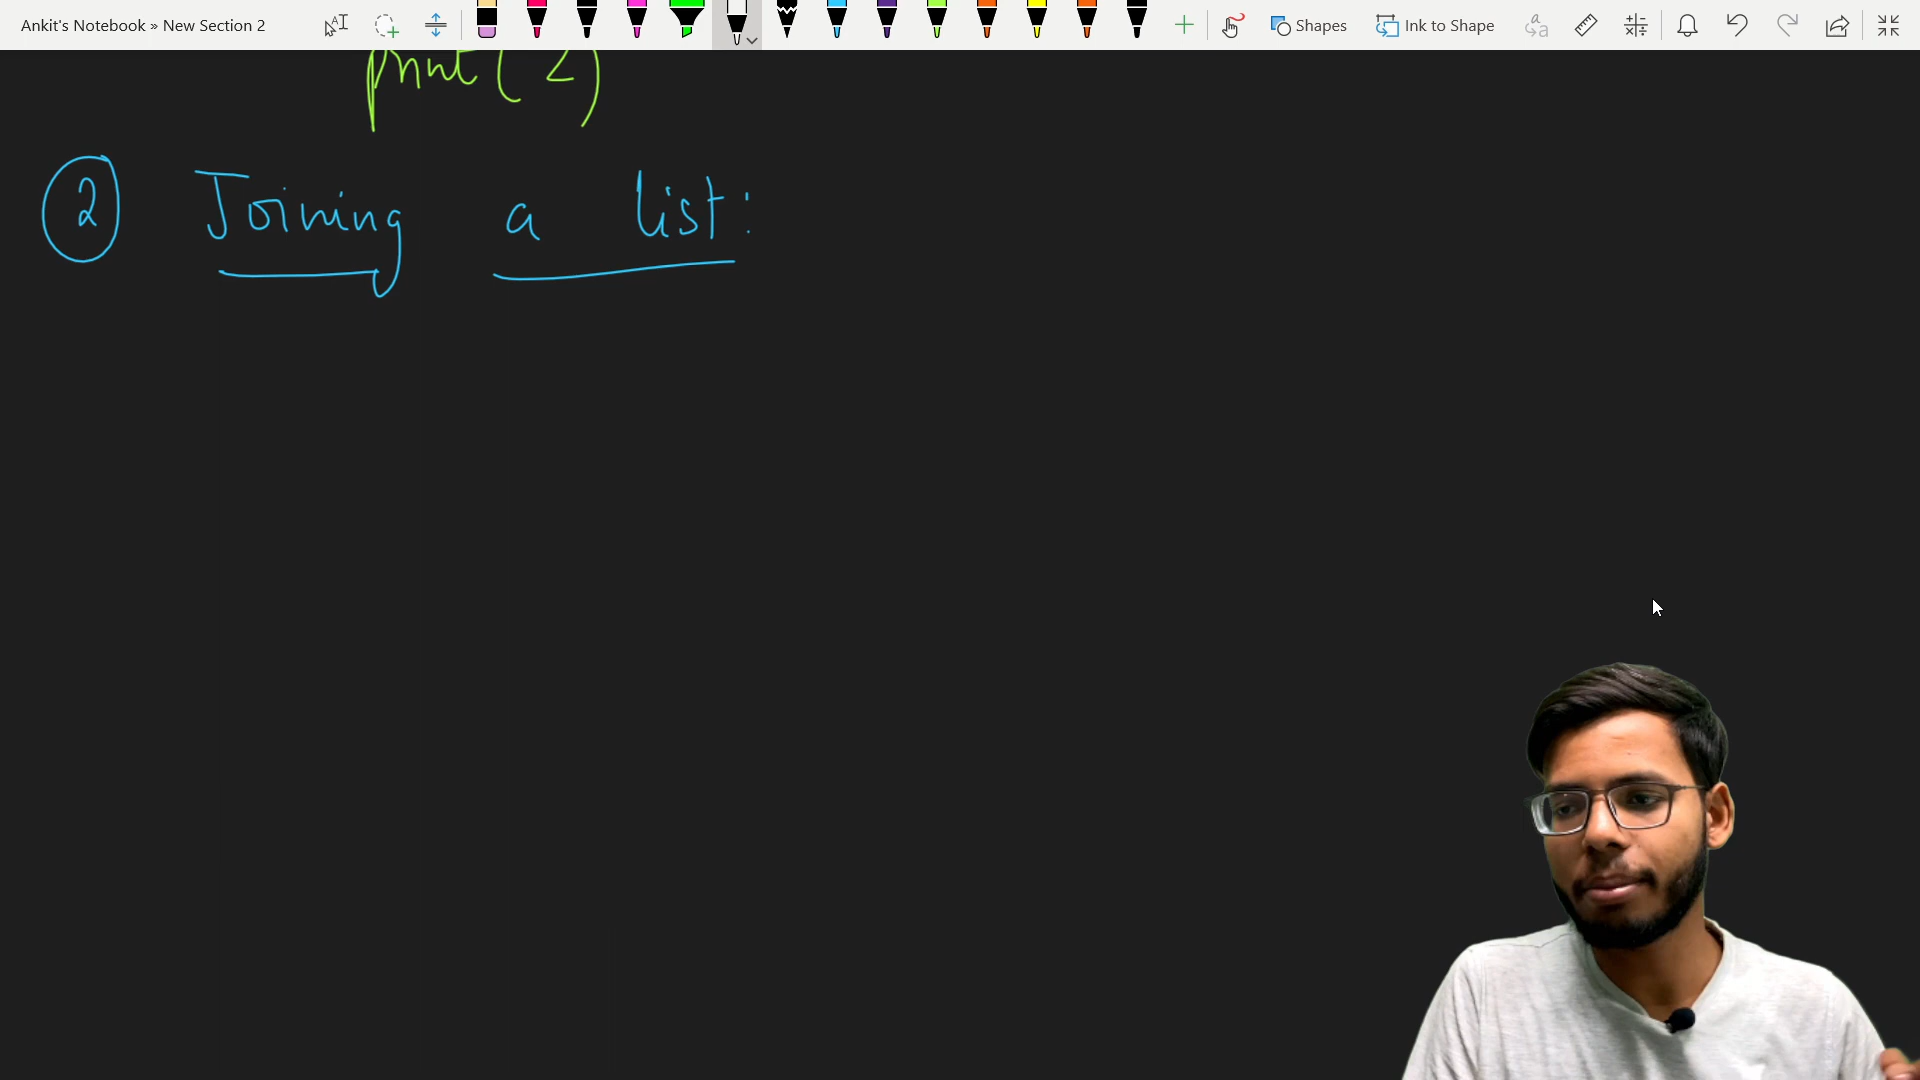 Ankit's Notebook » New Section 2
Shapes
Ink to Shape
print(2)
② Joining a list: